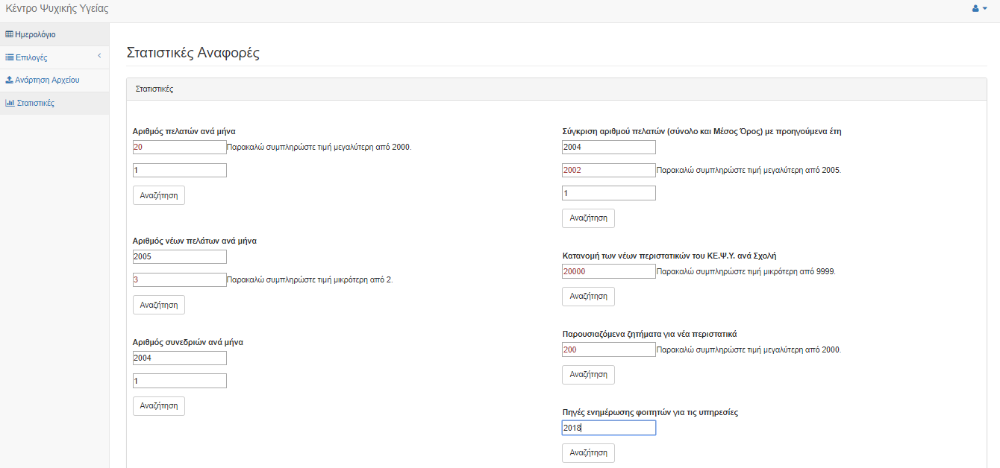 Κέντρο Ψυχικής Υγείας
Ημερολόγιο
Επιλογές
Ανάρτηση Αρχείου
Στατιστικές
Στατιστικές Αναφορές
Στατιστικές
Αριθμός πελατών ανά μήνα
20 Παρακαλώ συμπληρώστε τιμή μεγαλύτερη από 2000.
1
Αναζήτηση
Αριθμός νέων πελάτων ανά μήνα
2005
3 Παρακαλώ συμπληρώστε τιμή μικρότερη από 2.
Αναζήτηση
Αριθμός συνεδριών ανά μήνα
2004
1
Αναζήτηση
Σύγκριση αριθμού πελατών (σύνολο και Μέσος Όρος) με προηγούμενα έτη
2004
2002 Παρακαλώ συμπληρώστε τιμή μεγαλύτερη από 2005.
1
Αναζήτηση
Κατανομή των νέων περιστατικών του ΚΕ.Ψ.Υ. ανά Σχολή
20000 Παρακαλώ συμπληρώστε τιμή μικρότερη από 9999.
Αναζήτηση
Παρουσιαζόμενα ζητήματα για νέα περιστατικά
200 Παρακαλώ συμπληρώστε τιμή μεγαλύτερη από 2000.
Αναζήτηση
Πηγές ενημέρωσης φοιτητών για τις υπηρεσίες
2018
Αναζήτηση